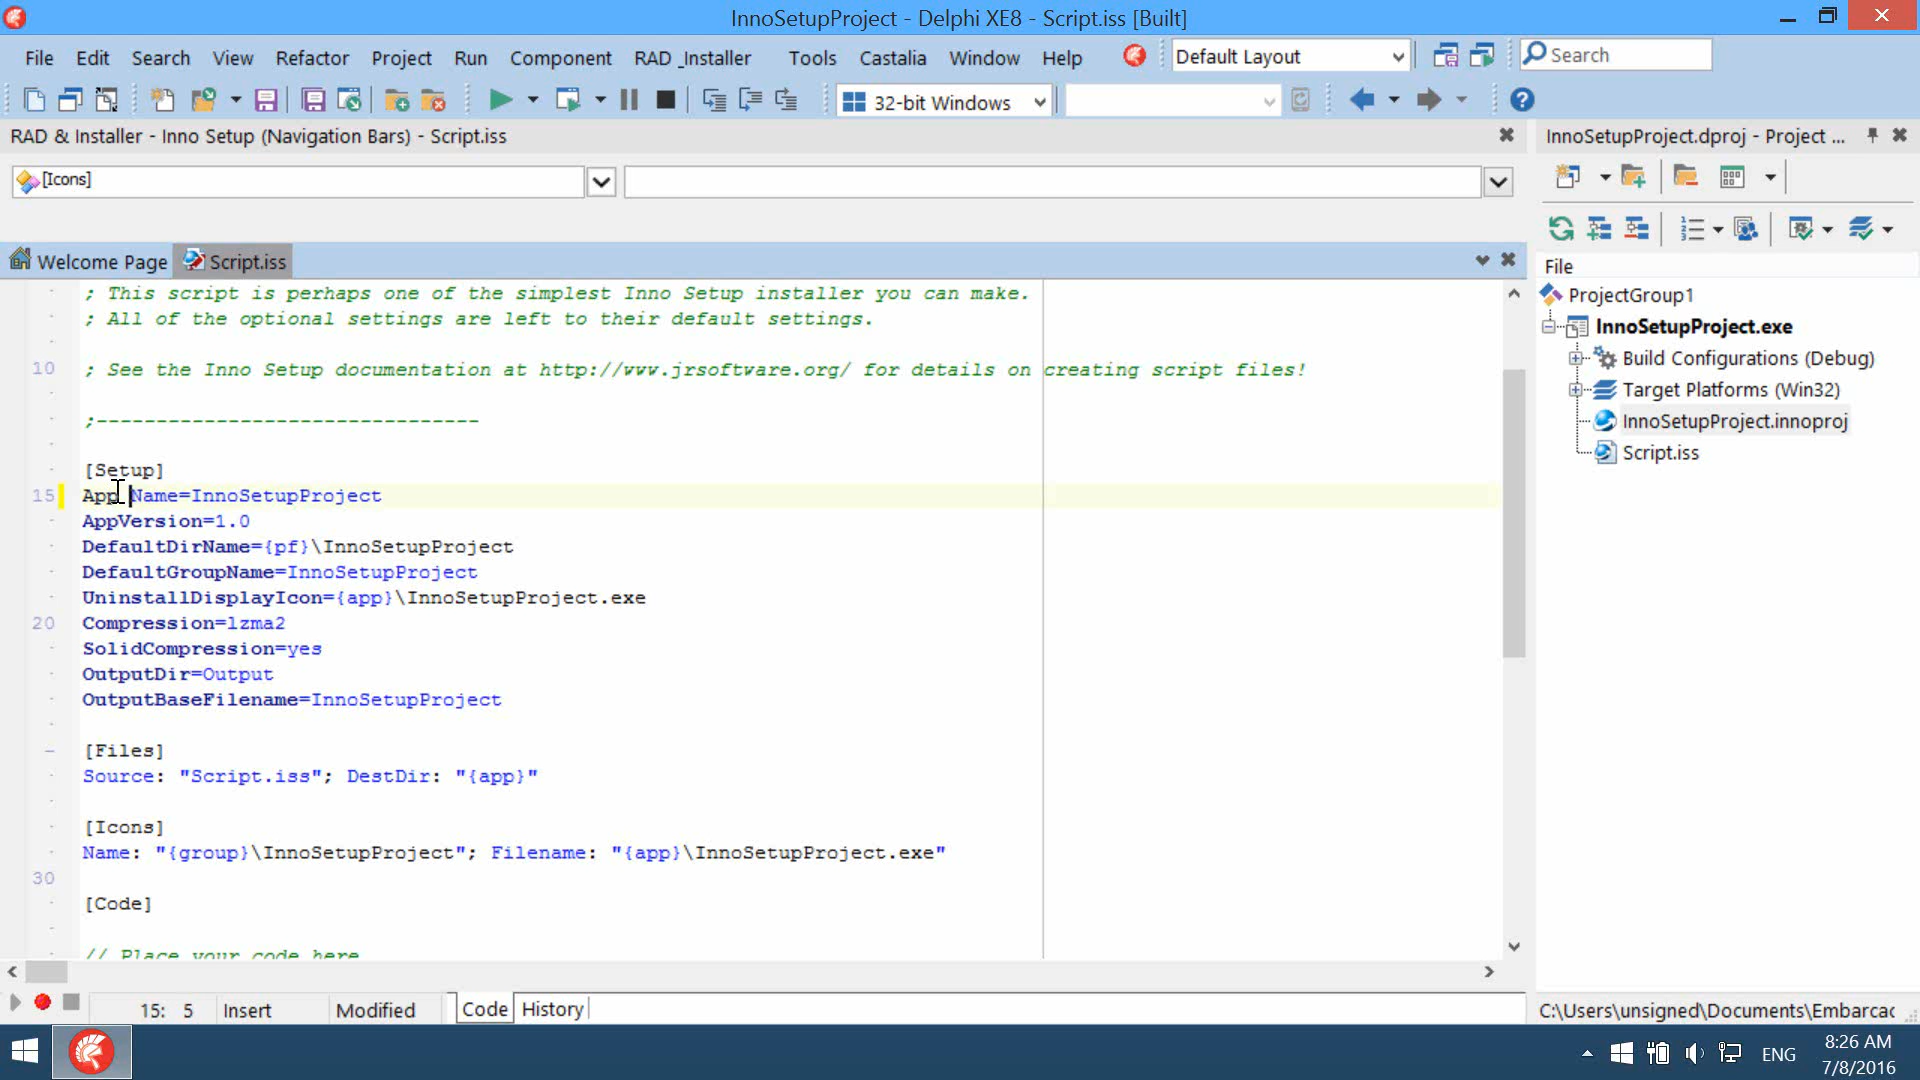 InnoSetupProject - Delphi XE8 - Script.iss [Built]
File Edit Search View Refactor Project Run Component RAD _Installer Tools Castalia Window Help
Default Layout
Search
32-bit Windows
RAD & Installer - Inno Setup (Navigation Bars) - Script.iss
InnoSetupProject.dproj - Project ...
[Icons]
Welcome Page
Script.iss
File
ProjectGroup1
InnoSetupProject.exe
Build Configurations (Debug)
Target Platforms (Win32)
InnoSetupProject.innoproj
Script.iss
; This script is perhaps one of the simplest Inno Setup installer you can make.
; All of the optional settings are left to their default settings.
10 ; See the Inno Setup documentation at http://www.jrsoftware.org/ for details on creating script files!
;--------------------------------
[Setup]
15 App Name=InnoSetupProject
AppVersion=1.0
DefaultDirName={pf}\InnoSetupProject
DefaultGroupName=InnoSetupProject
UninstallDisplayIcon={app}\InnoSetupProject.exe
20 Compression=lzma2
SolidCompression=yes
OutputDir=Output
OutputBaseFilename=InnoSetupProject
[Files]
Source: "Script.iss"; DestDir: "{app}"
[Icons]
Name: "{group}\InnoSetupProject"; Filename: "{app}\InnoSetupProject.exe"
30
[Code]
// Place your code here
15: 5 Insert Modified Code History
C:\Users\unsigned\Documents\Embarcac
ENG
8:26 AM
7/8/2016